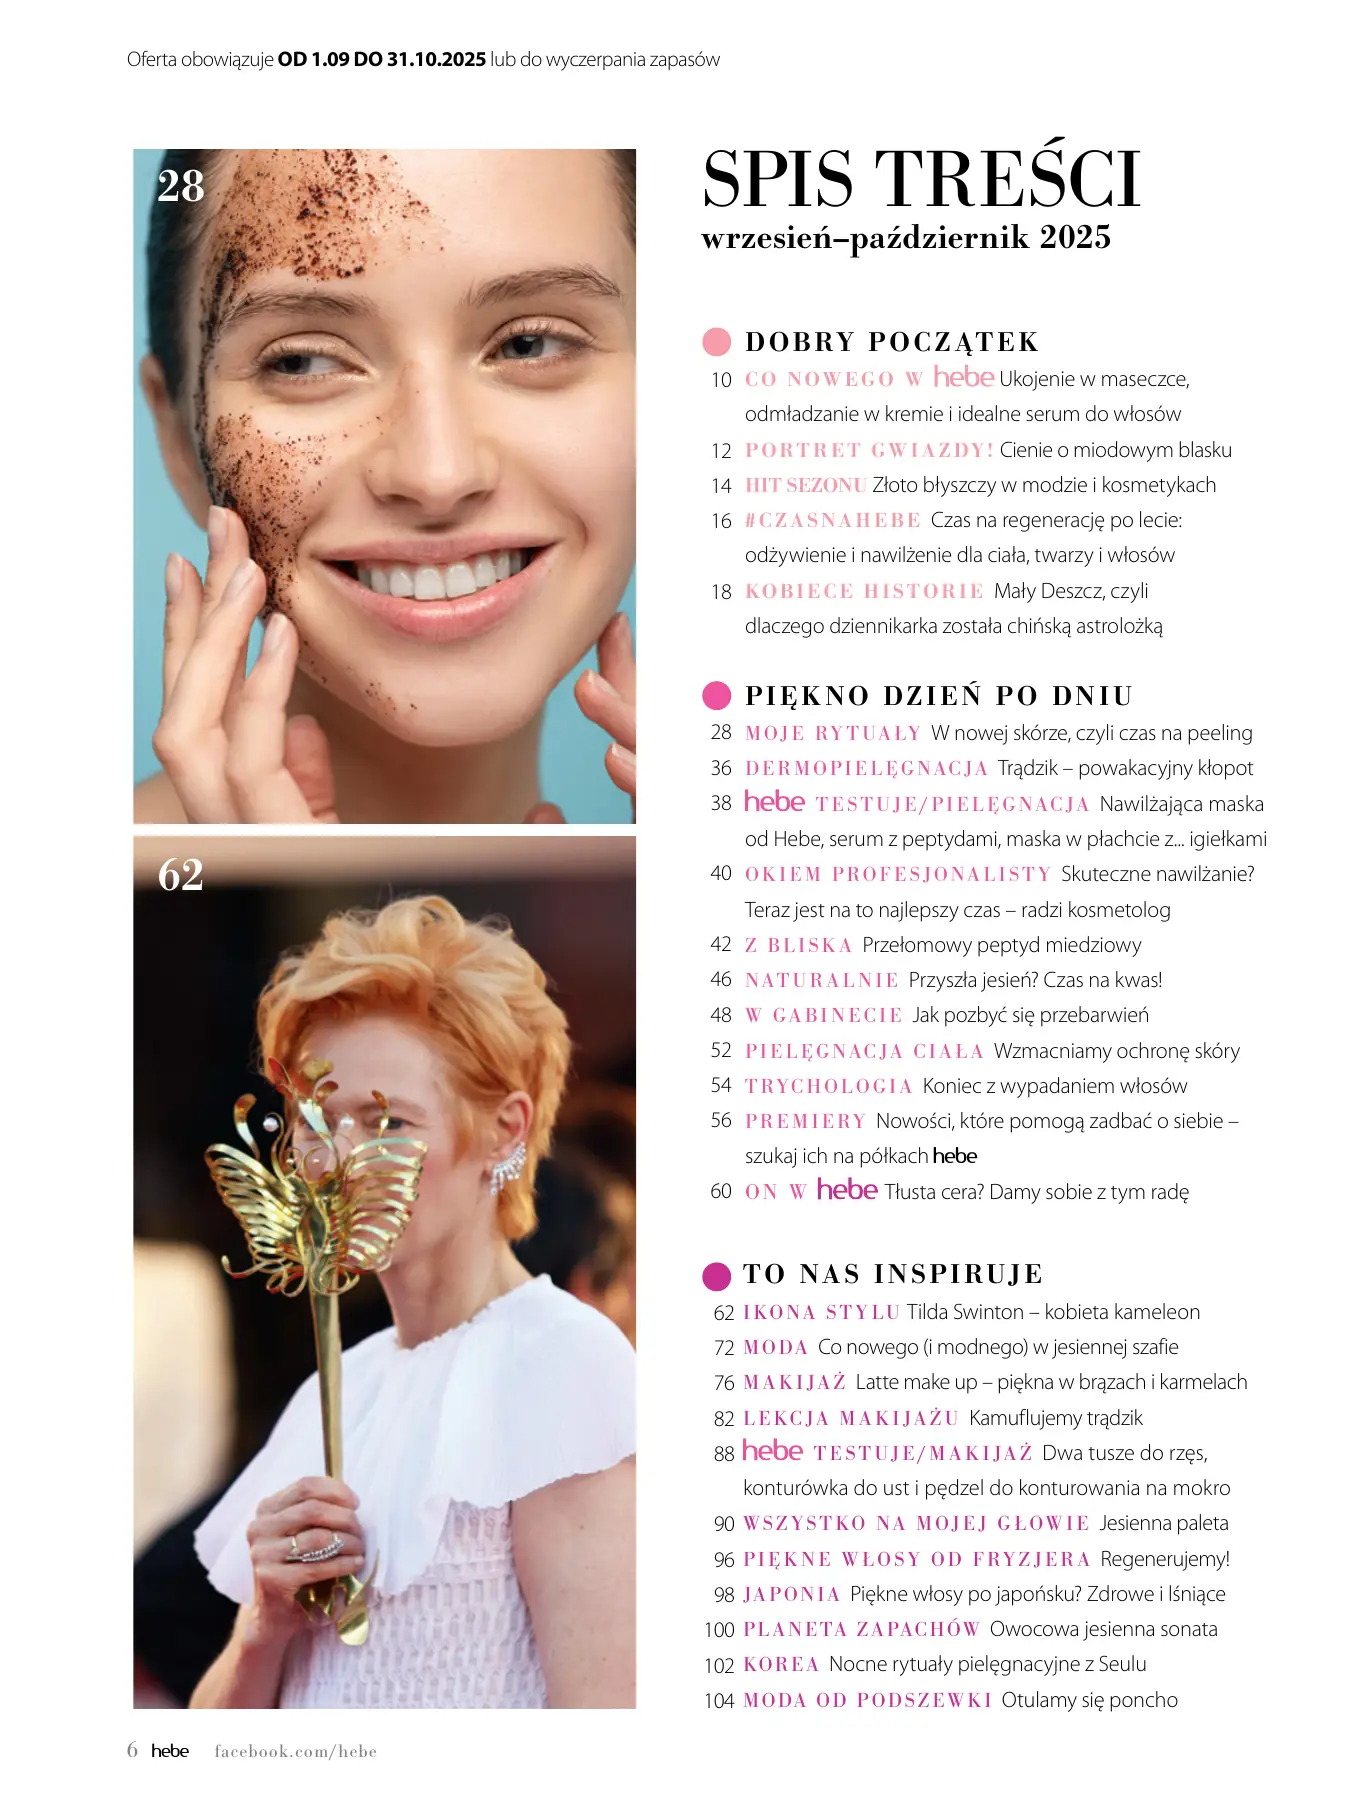 Oferta obowiązuje OD 1.09 DO 31.10.2025 lub do wyczerpania zapasów
28
62
SPIS TREŚCI
wrzesień–październik 2025
DOBRY POCZĄTEK
10 CO NOWEGO W hebe Ukojenie w maseczce,
odmładzanie w kremie i idealne serum do włosów
12 PORTRET GWIAZDY! Cienie o miodowym blasku
14 HIT SEZONU Złoto błyszczy w modzie i kosmetykach
16 #CZASNAHEBE Czas na regenerację po lecie:
odżywienie i nawilżenie dla ciała, twarzy i włosów
18 KOBIECE HISTORIE Mały Deszcz, czyli
dlaczego dziennikarka została chińską astrolożką
PIĘKNO DZIEŃ PO DNIU
28 MOJE RYTUAŁY W nowej skórze, czyli czas na peeling
36 DERMOPIELĘGNACJA Trądzik – powakacyjny kłopot
38 hebe TESTUJE/PIELĘGNACJA Nawilżająca maska
od Hebe, serum z peptydami, maska w płachcie z... igiełkami
40 OKIEM PROFESJONALISTY Skuteczne nawilżanie?
Teraz jest na to najlepszy czas – radzi kosmetolog
42 Z BLISKA Przełomowy peptyd miedziowy
46 NATURALNIE Przyszła jesień? Czas na kwas!
48 W GABINECIE Jak pozbyć się przebarwień
52 PIELĘGNACJA CIAŁA Wzmacniamy ochronę skóry
54 TRYCHOLOGIA Koniec z wypadaniem włosów
56 PREMIERY Nowości, które pomogą zadbać o siebie –
szukaj ich na półkach hebe
60 ON W hebe Tłusta cera? Damy sobie z tym radę
TO NAS INSPIRUJE
62 IKONA STYLU Tilda Swinton – kobieta kameleon
72 MODA Co nowego (i modnego) w jesiennej szafie
76 MAKIJAŻ Latte make up – piękna w brązach i karmelach
82 LEKCJA MAKIJAŻU Kamuflujemy trądzik
88 hebe TESTUJE/MAKIJAŻ Dwa tusze do rzęs,
konturówka do ust i pędzel do konturowania na mokro
90 WSZYSTKO NA MOJEJ GŁOWIE Jesienna paleta
96 PIĘKNE WŁOSY OD FRYZJERA Regenerujemy!
98 JAPONIA Piękne włosy po japońsku? Zdrowe i lśniące
100 PLANETA ZAPACHÓW Owocowa jesienna sonata
102 KOREA Nocne rytuały pielęgnacyjne z Seulu
104 MODA OD PODSZEWKI Otulamy się poncho
6 hebe facebook.com/hebe